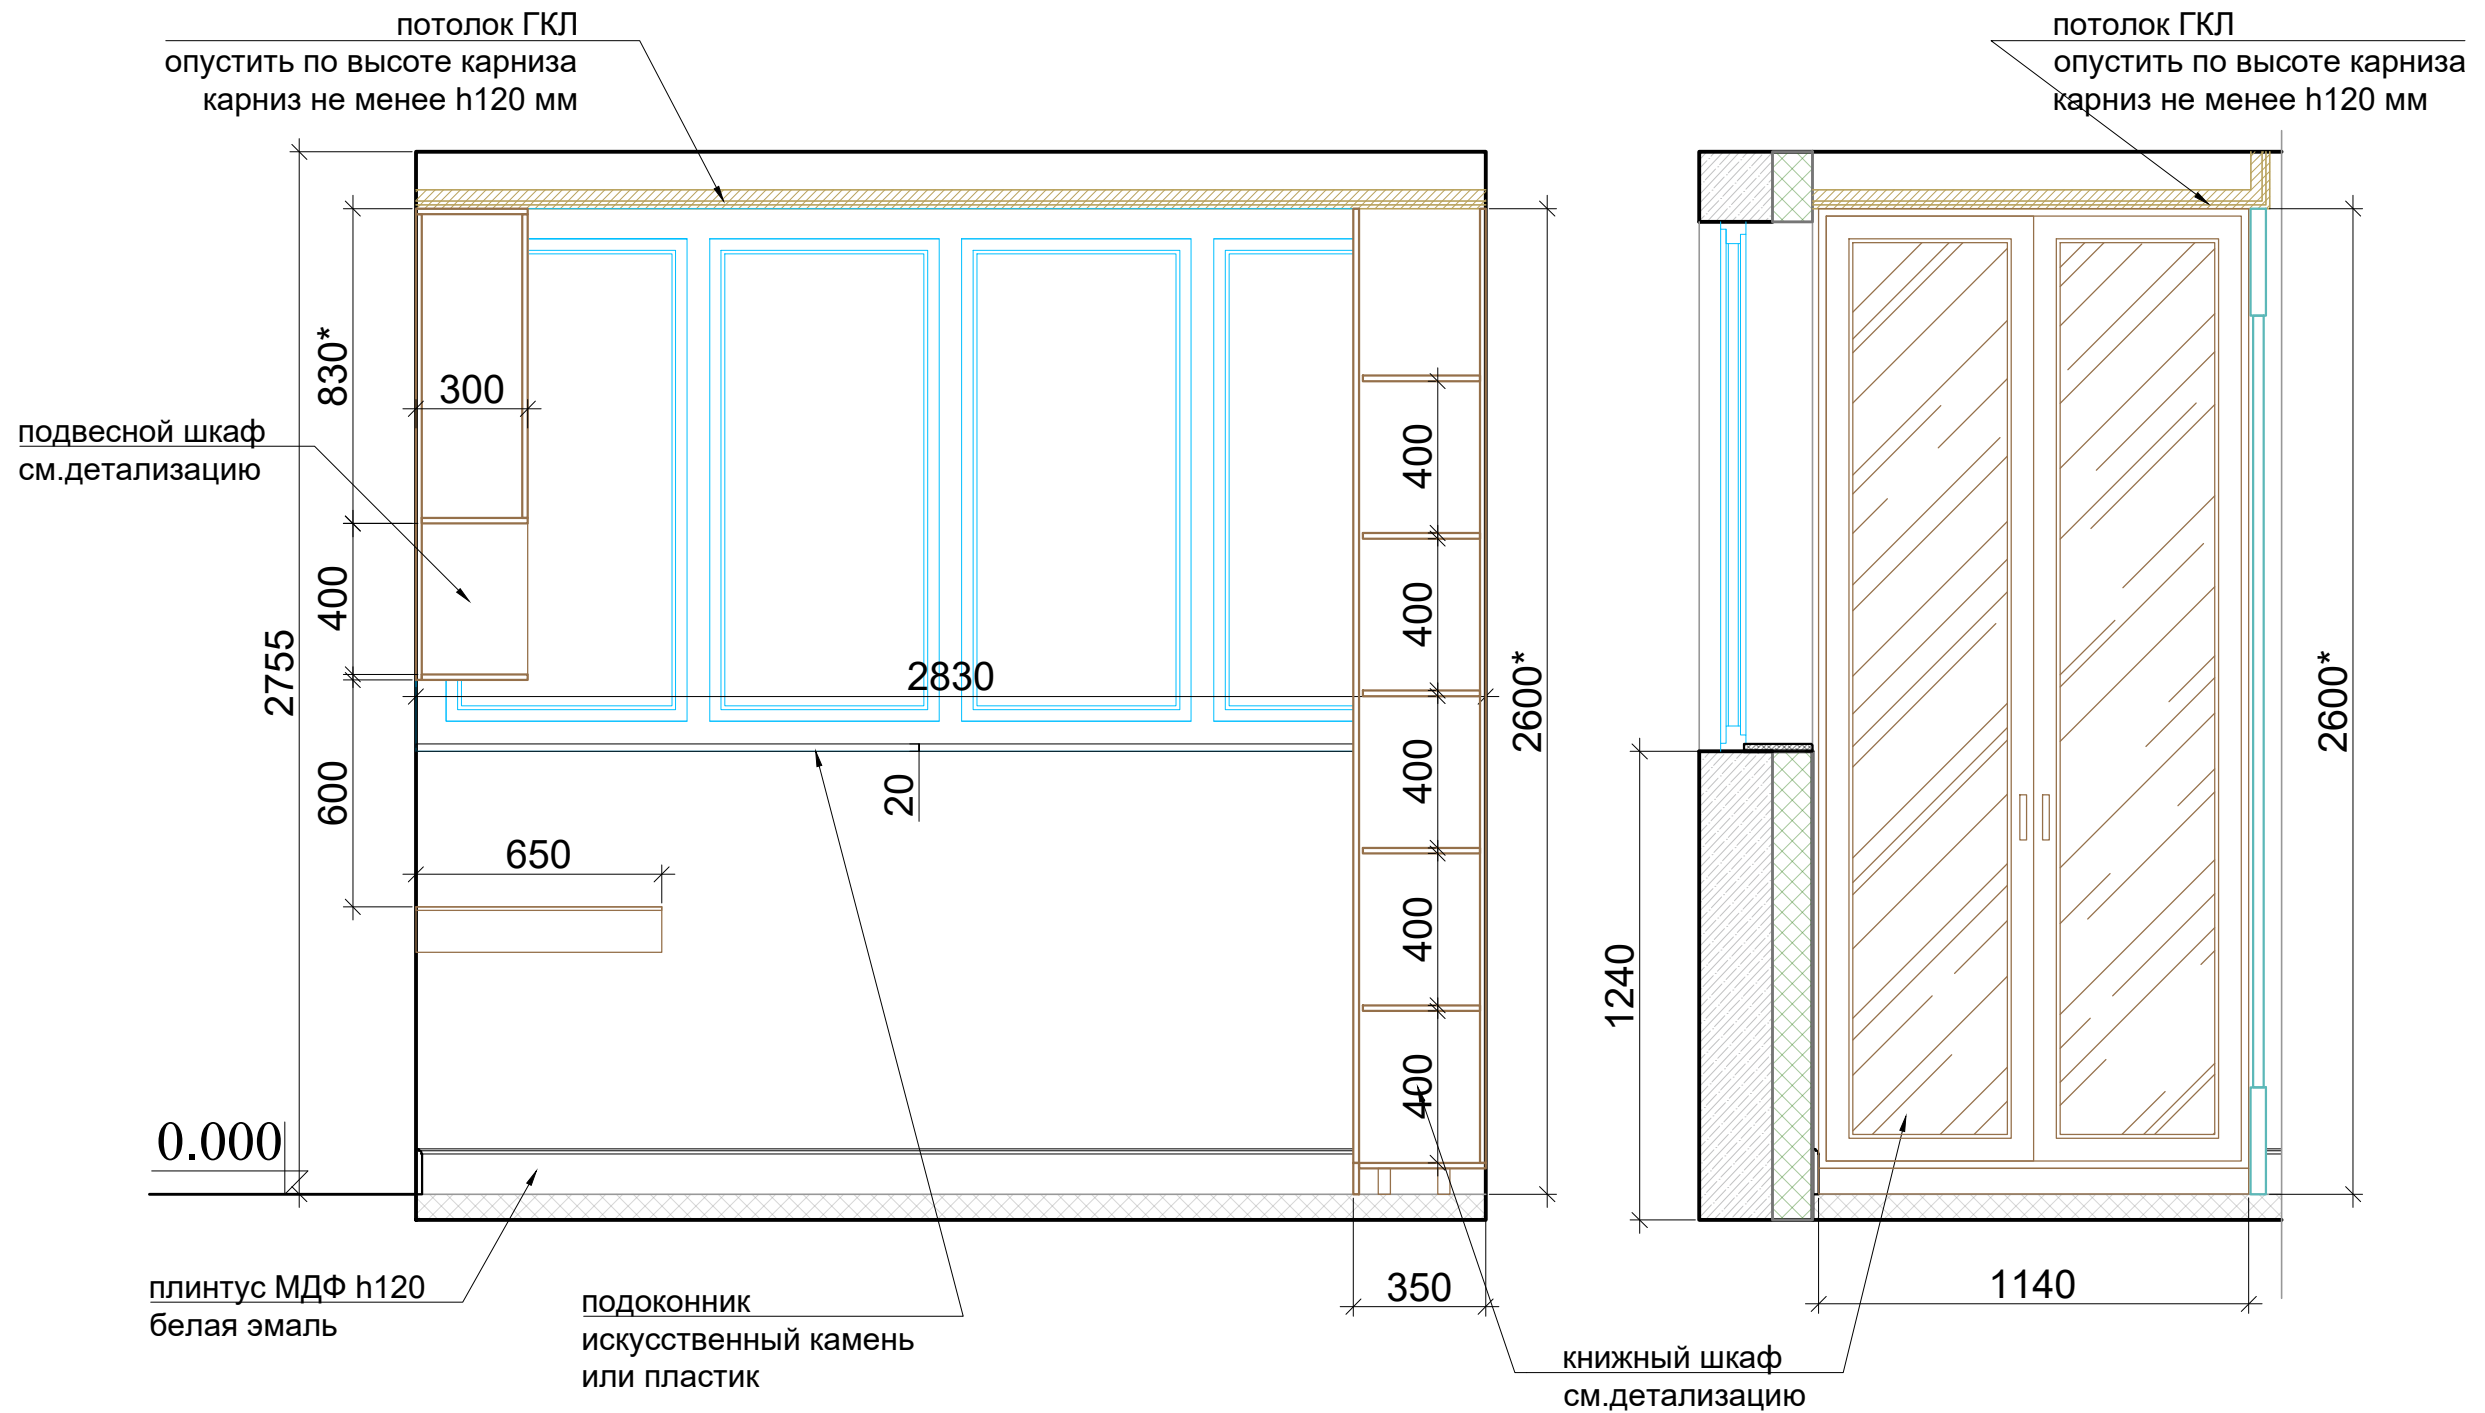 потолок ГКЛ
опустить по высоте карниза
карниз не менее h120 мм
потолок ГКЛ
опустить по высоте карниза
карниз не менее h120 мм
830*
300
подвесной шкаф
см.детализацию
400
2755
600
650
2830
20
400
400
400
400
400
2600*
1240
2600*
0.000
плинтус МДФ h120
белая эмаль
подоконник
искусственный камень
или пластик
350
1140
книжный шкаф
см.детализацию